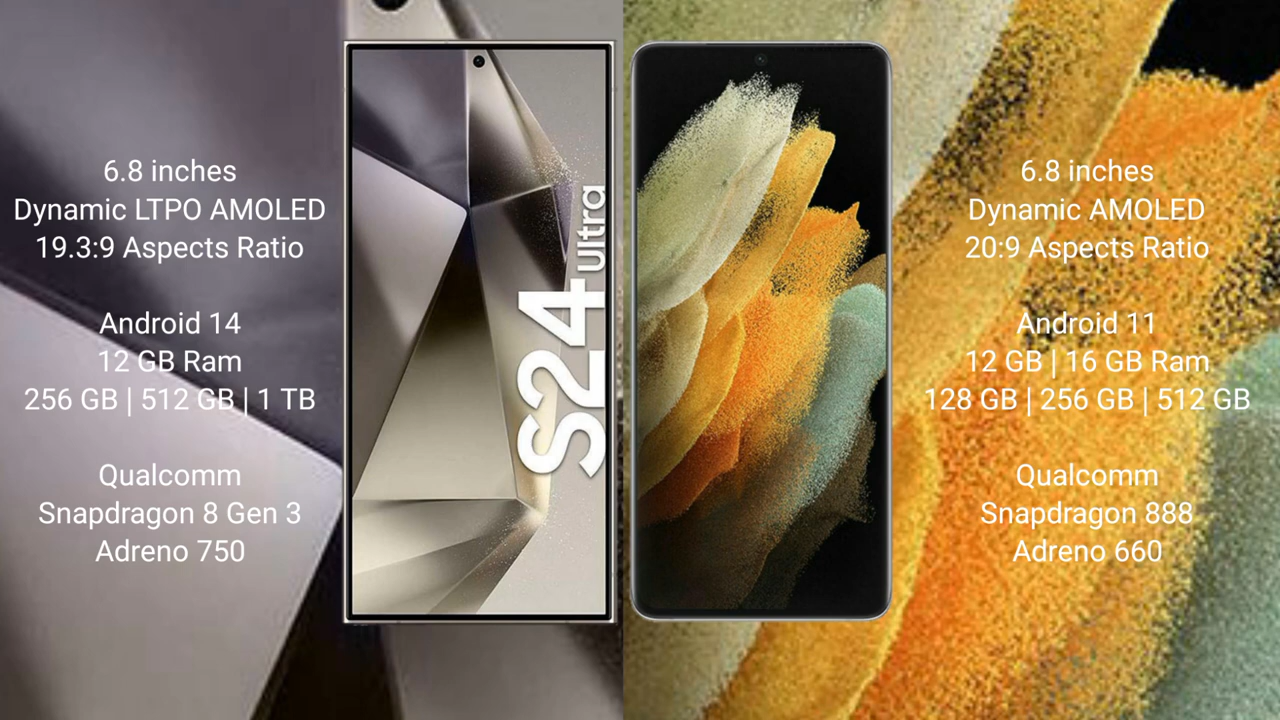 6.8 inches
Dynamic LTPO AMOLED
19.3:9 Aspects Ratio
Android 14
12 GB Ram
256 GB | 512 GB | 1 TB
Qualcomm
Snapdragon 8 Gen 3
Adreno 750
S24 ultra
6.8 inches
Dynamic AMOLED
20:9 Aspects Ratio
Android 11
12 GB | 16 GB Ram
128 GB | 256 GB | 512 GB
Qualcomm
Snapdragon 888
Adreno 660